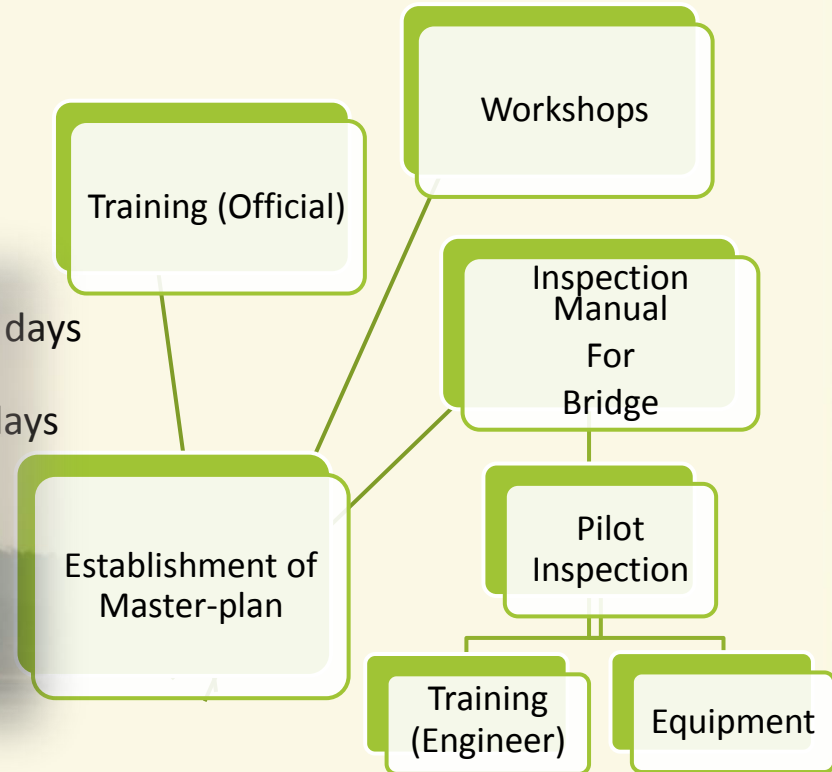 Workshops
Training (Official)
Inspection
Manual
For
Bridge
days
days
Establishment of
Master-plan
Pilot
Inspection
Training
(Engineer)
Equipment